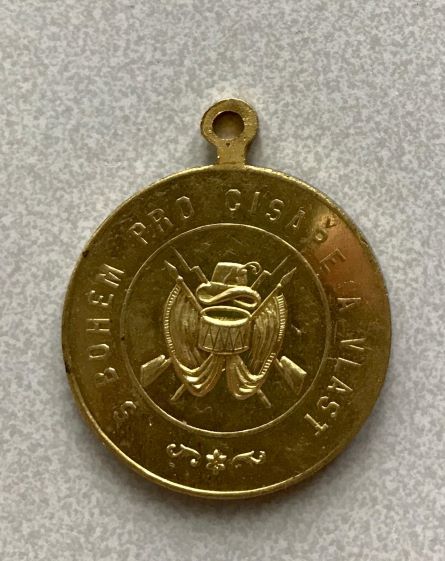 S BOHEM PRO CISAŘE A VLAST